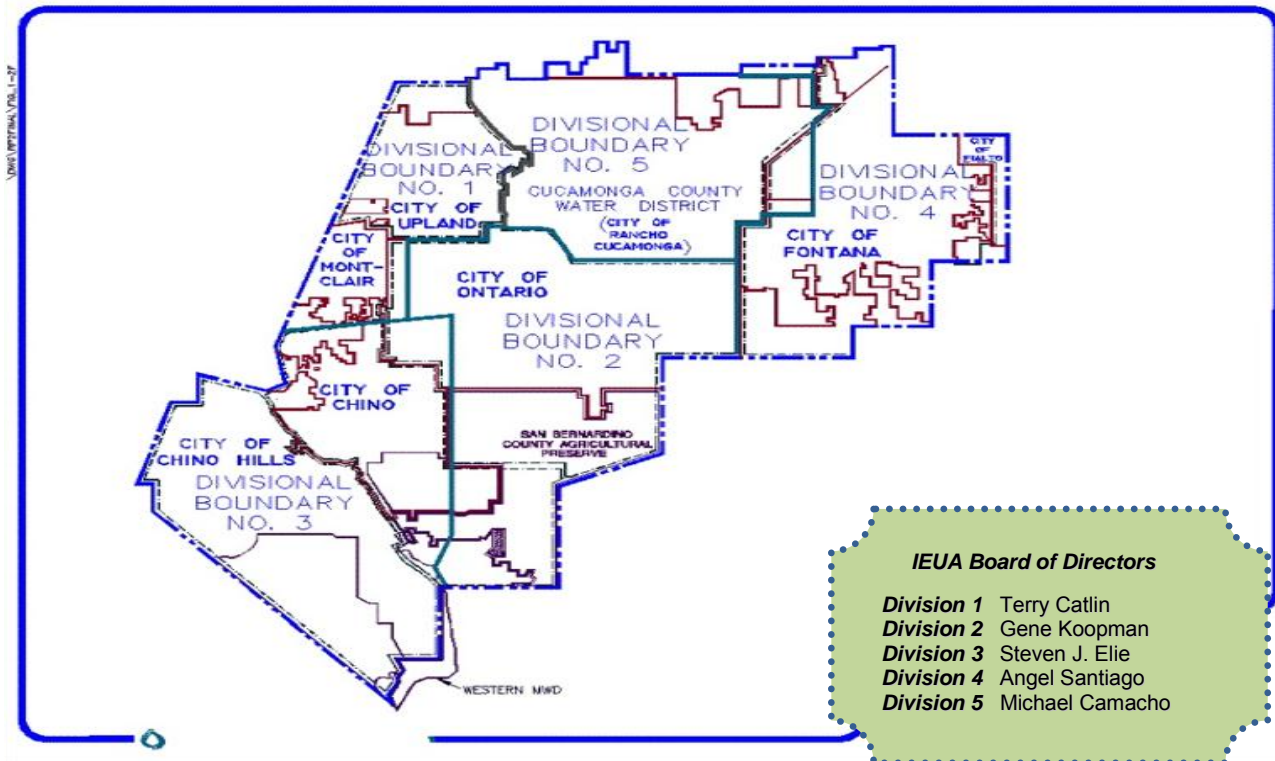 DIVISIONAL
BOUNDARY
NO. 5
CUCAMONGA COUNTY
WATER DISTRICT
(CITY OF
RANCHO
CUCAMONGA)
DIVISIONAL
BOUNDARY
NO. 1
CITY OF
UPLAND
CITY
OF
RIALTO
DIVISIONAL
BOUNDARY
NO. 4
CITY OF
FONTANA
CITY
OF
MONT-
CLAIR
CITY OF
ONTARIO
DIVISIONAL
BOUNDARY
NO. 2
CITY OF
CHINO
SAN BERNARDINO
COUNTY AGRICULTURAL
PRESERVE
CITY OF
CHINO HILLS
DIVISIONAL
BOUNDARY
NO. 3
WESTERN MWD
IEUA Board of Directors
Division 1 Terry Catlin
Division 2 Gene Koopman
Division 3 Steven J. Elie
Division 4 Angel Santiago
Division 5 Michael Camacho